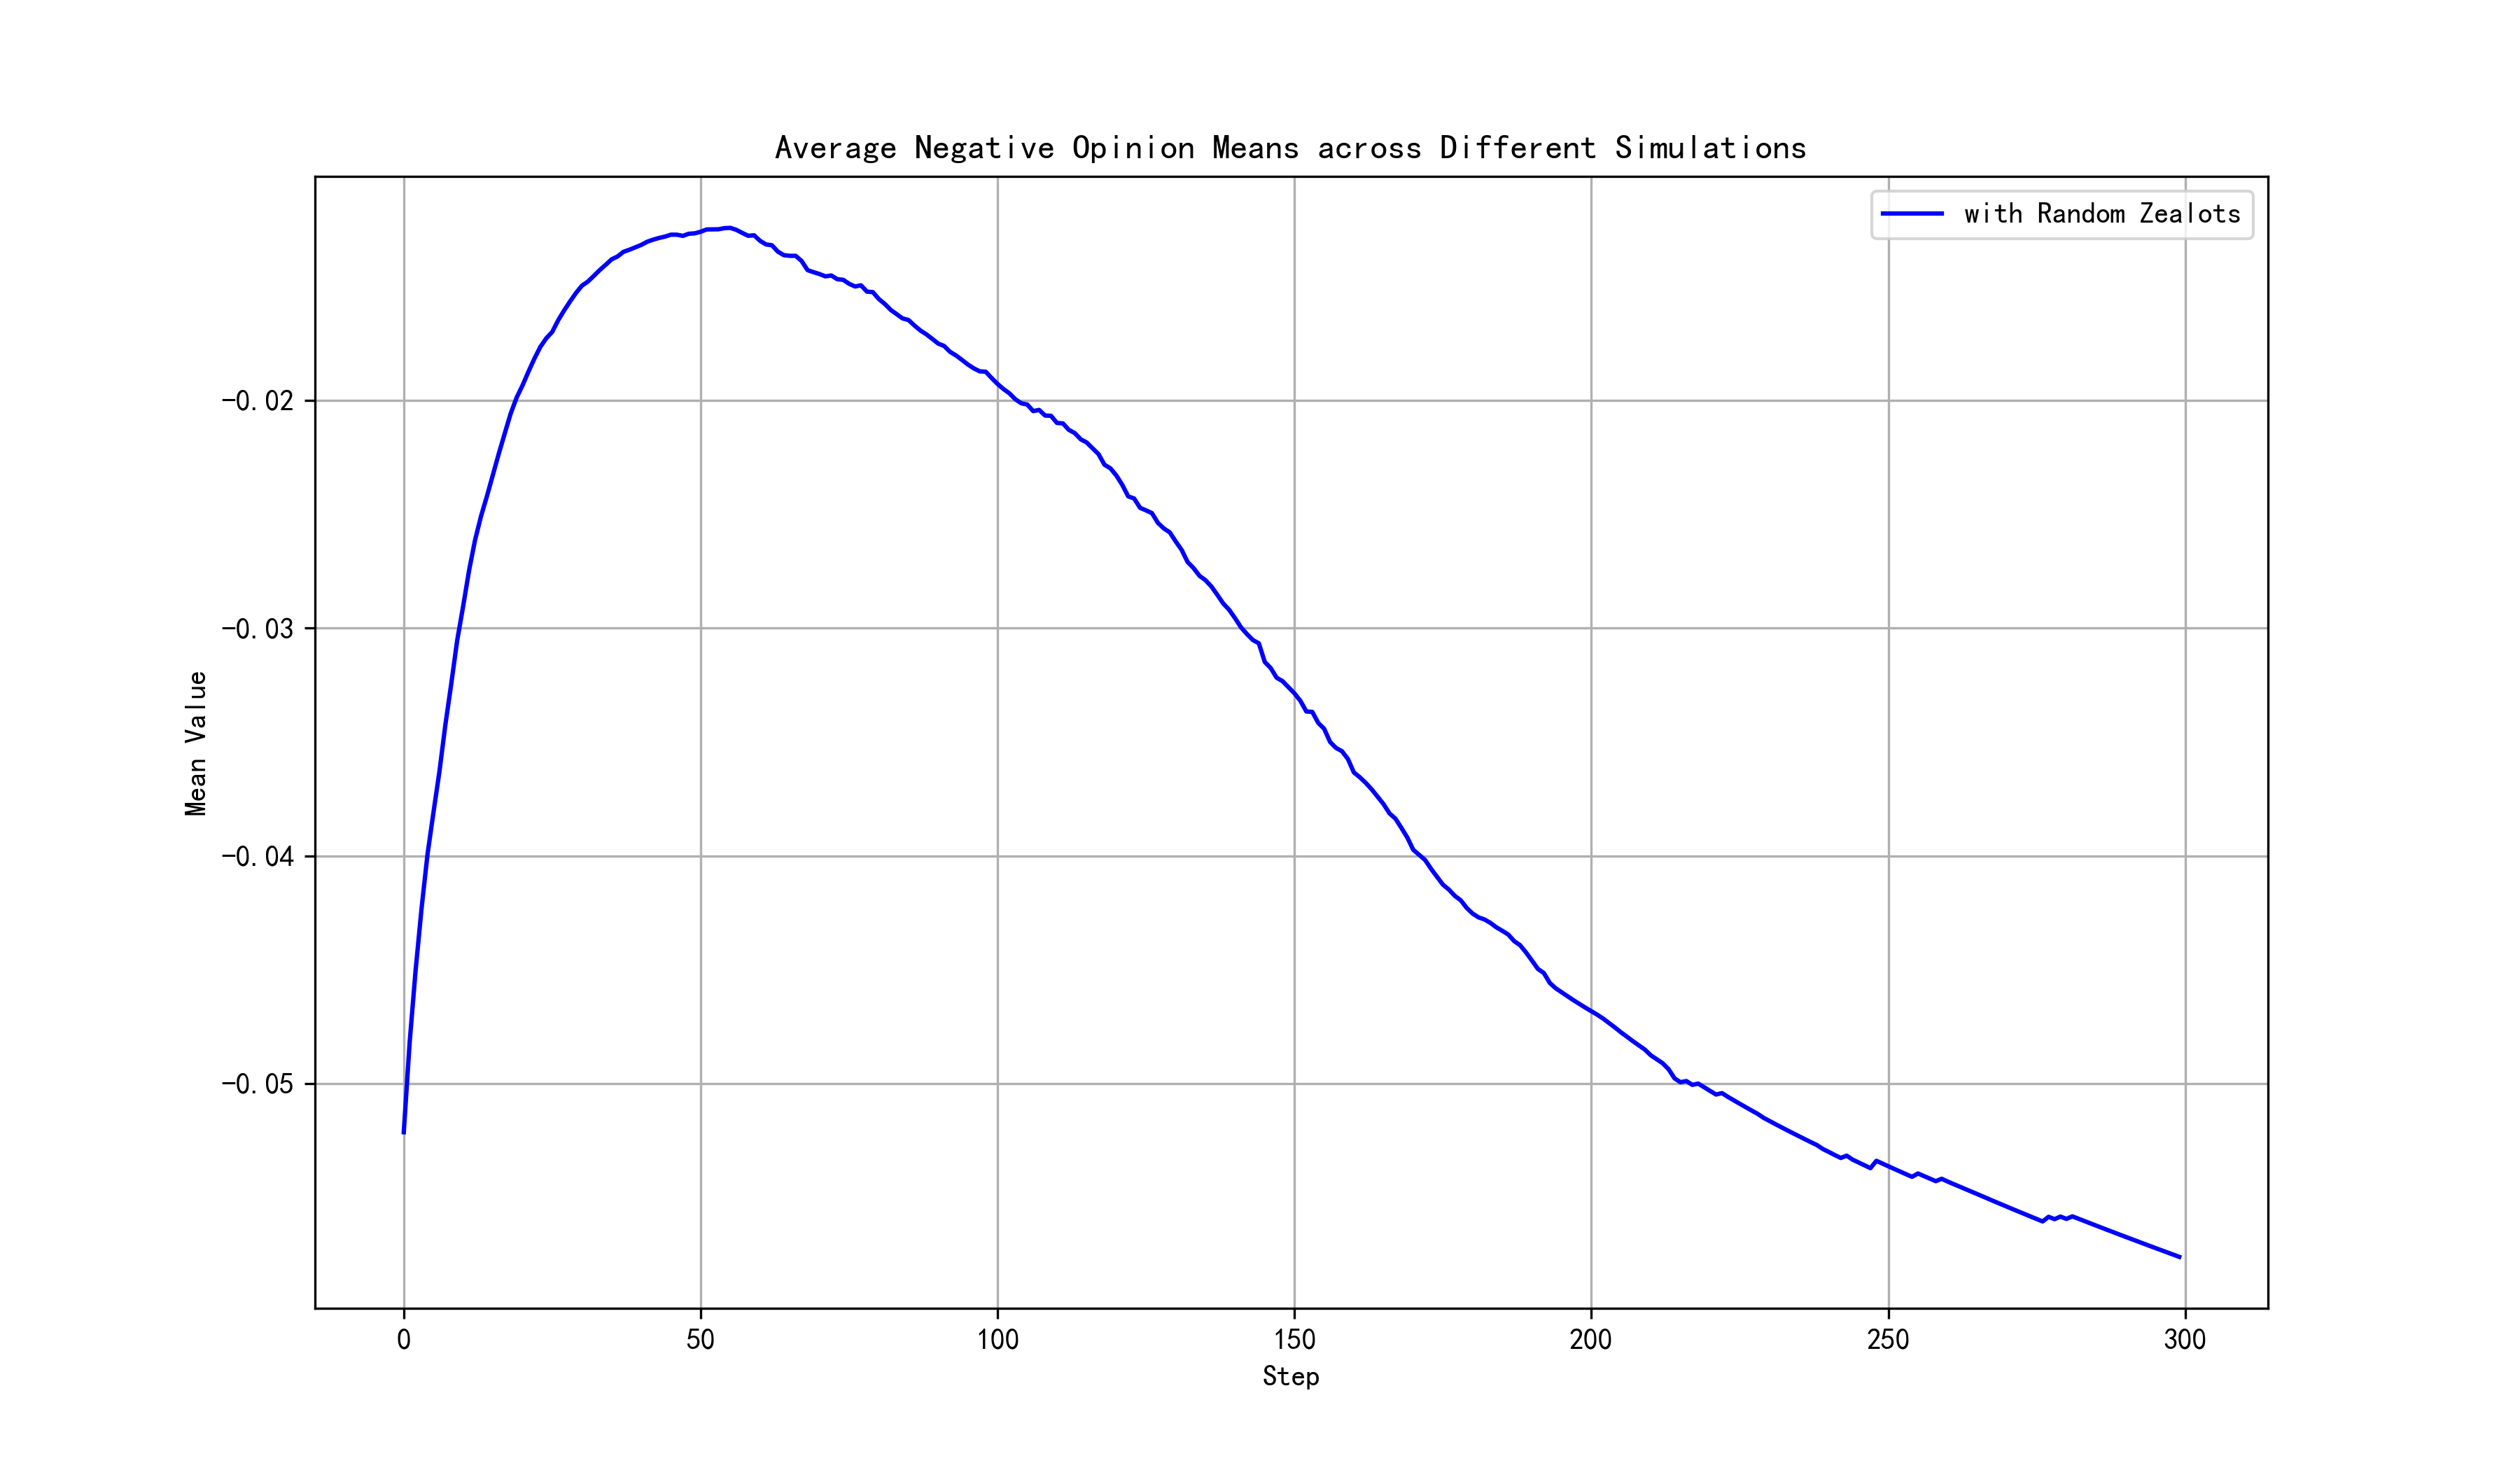 Average Negative Opinion Means across Different Simulations
with Random Zealots
-0.02
-0.03
-0.04
-0.05
Mean Value
0 50 100 150 200 250 300
Step